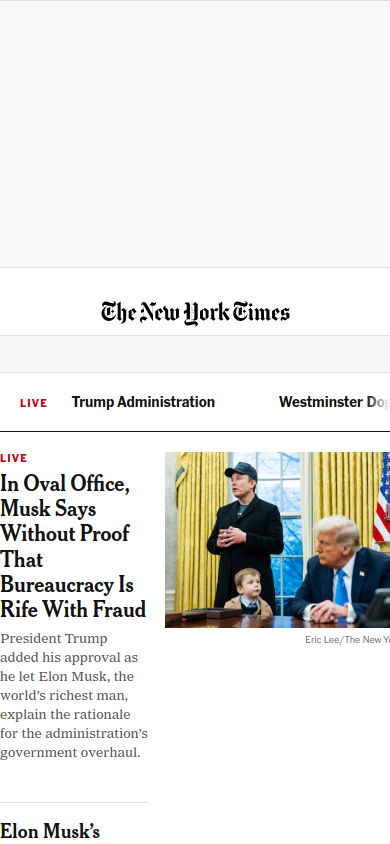 The New York Times
LIVE Trump Administration Westminster Dog
LIVE
In Oval Office,
Musk Says
Without Proof
That
Bureaucracy Is
Rife With Fraud
President Trump
added his approval as
he let Elon Musk, the
world’s richest man,
explain the rationale
for the administration’s
government overhaul.
Eric Lee/The New Yo
Elon Musk’s